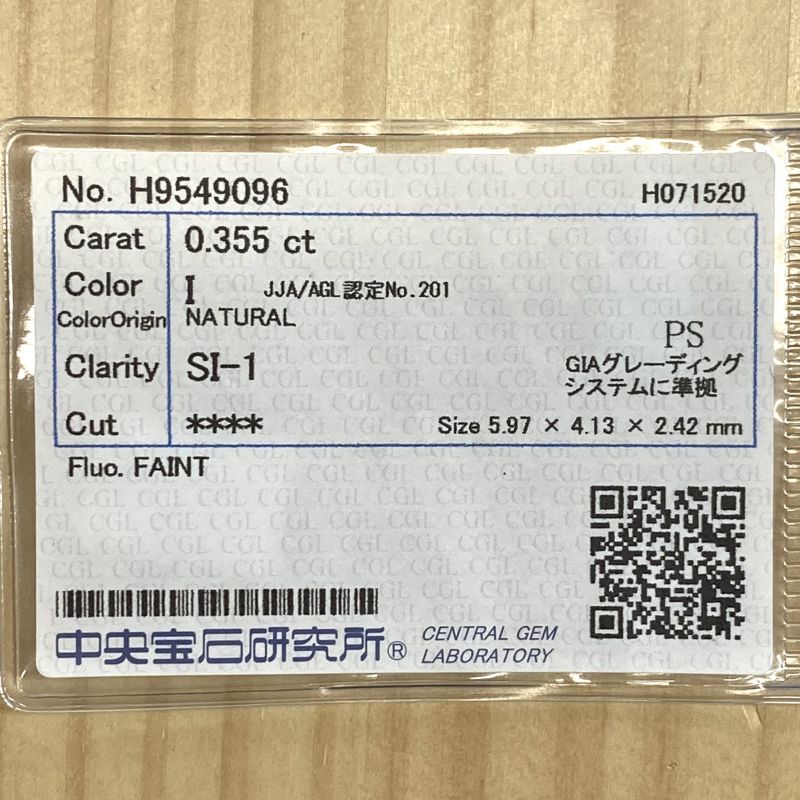 No. H9549096 H071520
Carat 0.355 ct
Color I JJA/AGL認定No.201
ColorOrigin NATURAL
PS
Clarity SI-1 GIAグレーディング
システムに準拠
Cut **** Size 5.97 × 4.13 × 2.42 mm
Fluo. FAINT
中央宝石研究所® CENTRAL GEM
LABORATORY